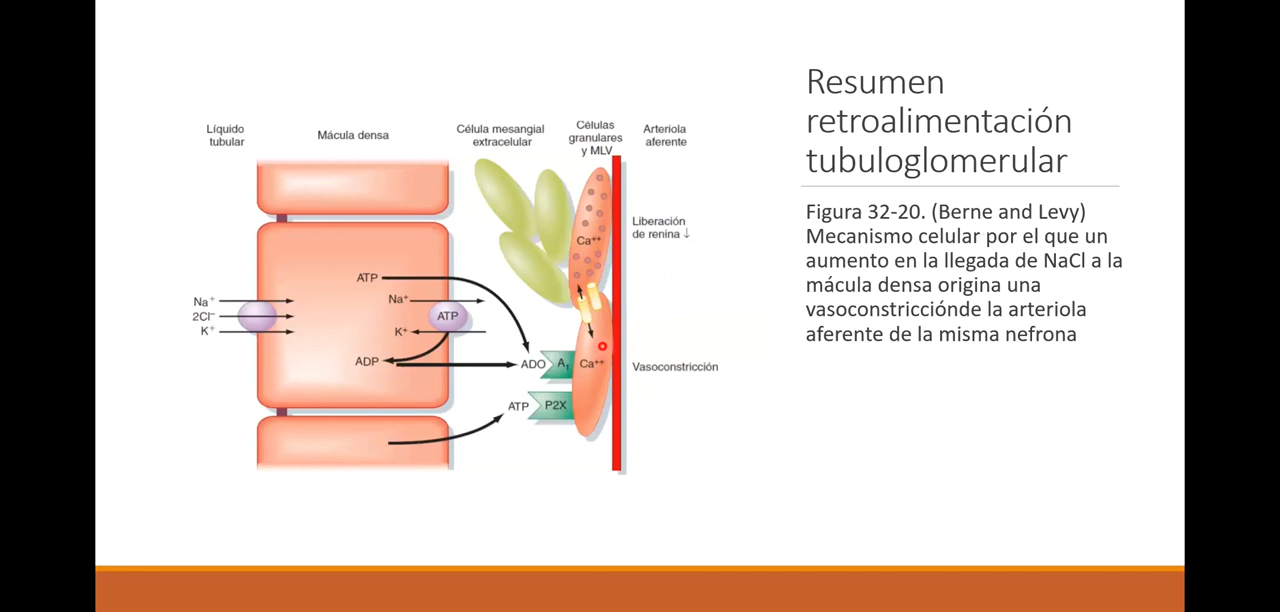 Resumen
retroalimentación
tubuloglomerular
Figura 32-20. (Berne and Levy)
Mecanismo celular por el que un
aumento en la llegada de NaCl a la
mácula densa origina una
vasoconstricciónde la arteriola
aferente de la misma nefrona
Líquido
tubular
Mácula densa
Célula mesangial
extracelular
Células
granulares
y MLV
Arteriola
aferente
Liberación
de renina ↓
Ca⁺⁺
ATP
Na⁺
2Cl⁻
K⁺
Na⁺
ATP
K⁺
ADP
ADO
A₁
Ca⁺⁺
Vasoconstricción
ATP
P2X